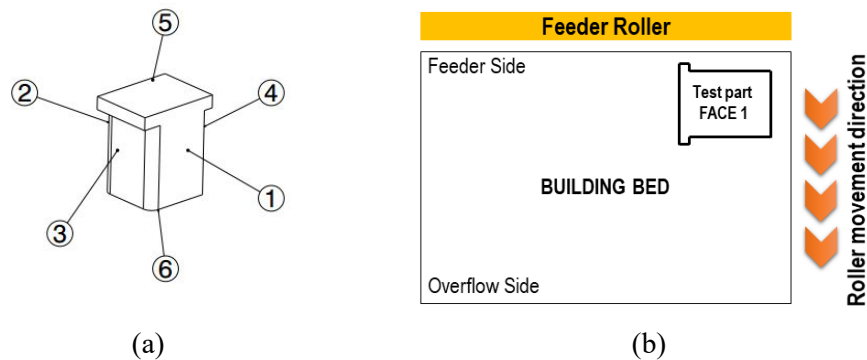 ⑤
②
④
③
①
⑥
(a)
Feeder Roller
Feeder Side
Test part
FACE 1
BUILDING BED
Overflow Side
Roller movement direction
(b)